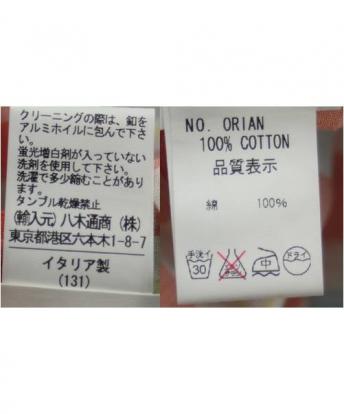 クリーニングの際は、釦を
アルミホイルに包んで下さ
い。
蛍光増白剤が入っていない
洗剤を使用して下さい。
洗濯で多少縮むことがあり
ます。
タンブル乾燥禁止
(輸入元) 八木通商 (株)
東京都港区六本木1-8-7
イタリア製
(131)
NO. ORIAN
100% COTTON
品質表示
綿 100%
手洗イ
30
中
ドライ